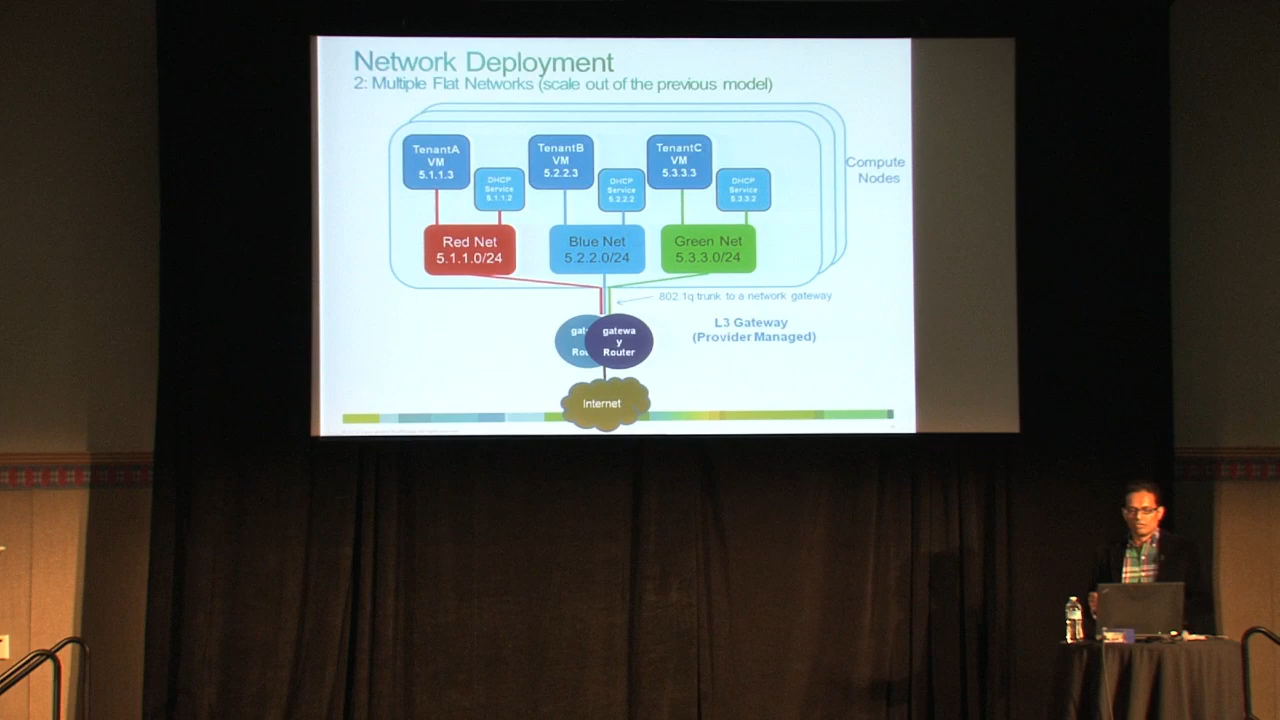 Network Deployment
2: Multiple Flat Networks (scale out of the previous model)
TenantA
VM
5.1.1.3
DHCP
Service
5.1.1.2
TenantB
VM
5.2.2.3
DHCP
Service
5.2.2.2
TenantC
VM
5.3.3.3
DHCP
Service
5.3.3.2
Compute
Nodes
Red Net
5.1.1.0/24
Blue Net
5.2.2.0/24
Green Net
5.3.3.0/24
802.1q trunk to a network gateway
L3 Gateway
(Provider Managed)
gat
Rou
gatewa
y
Router
Internet